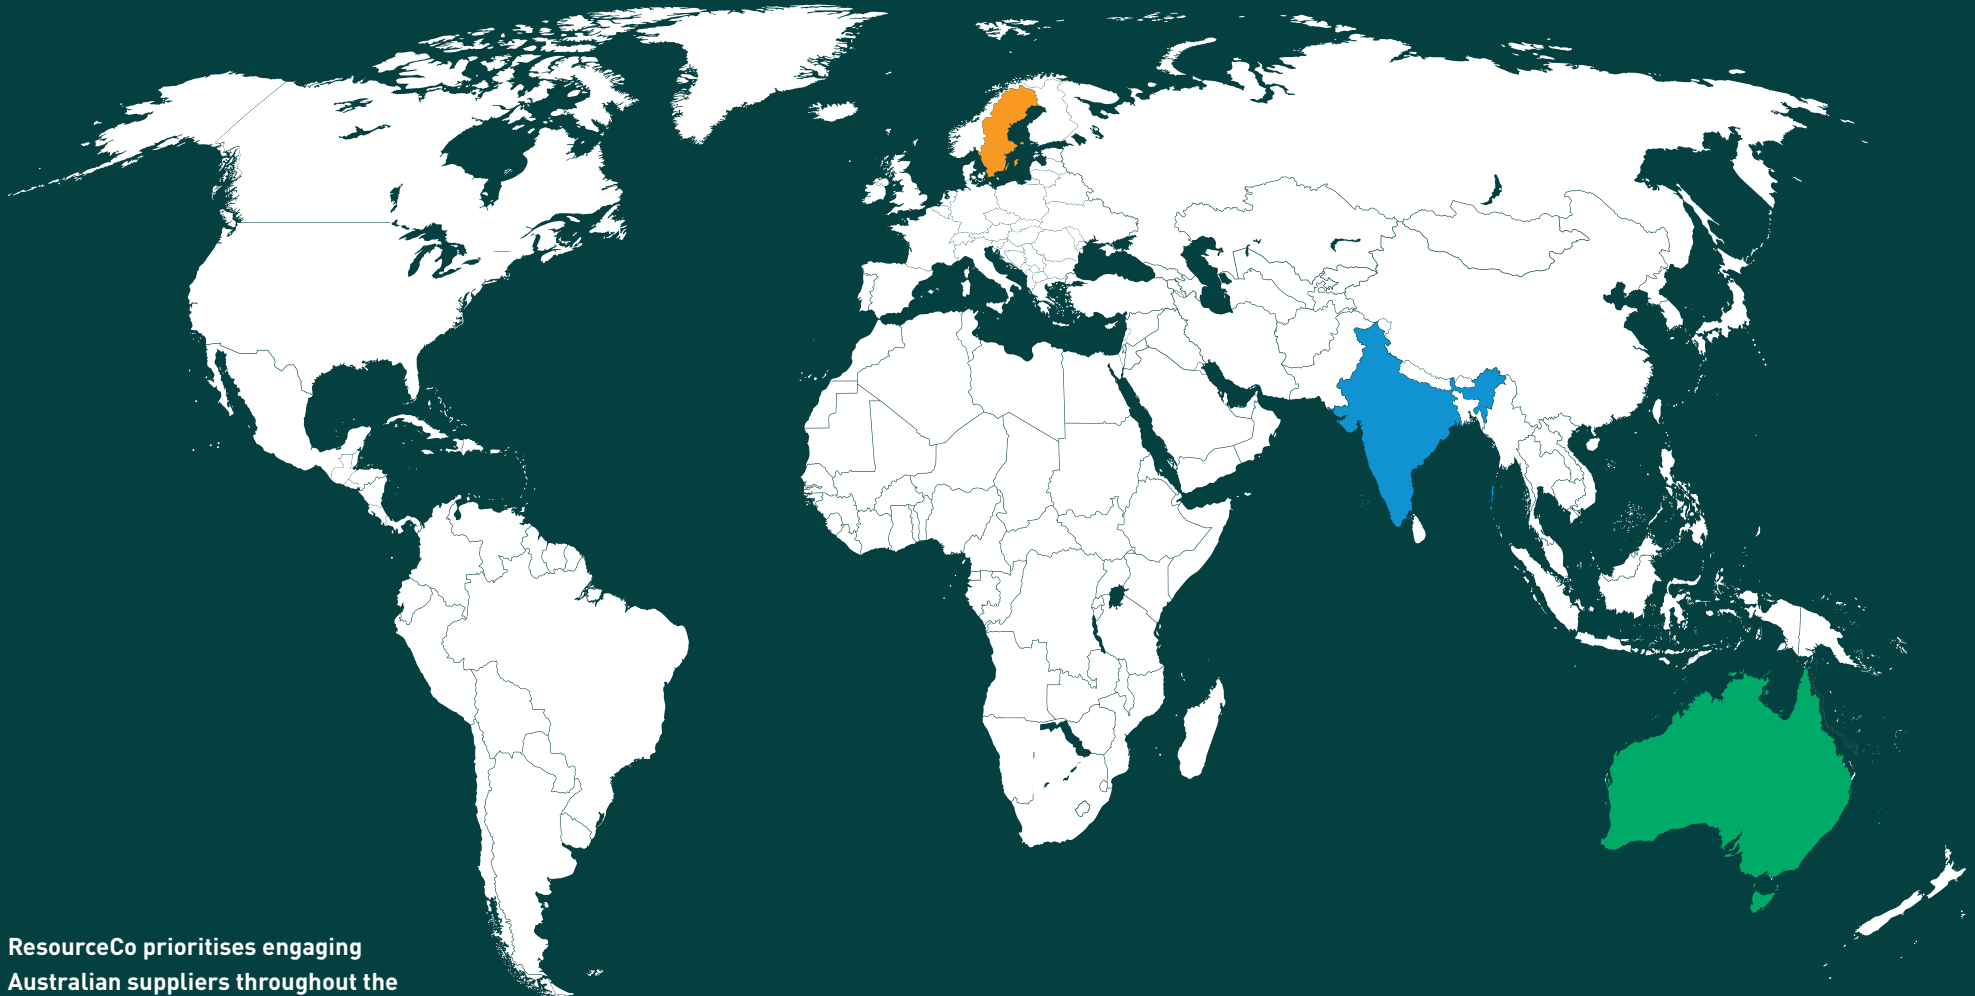 ResourceCo prioritises engaging
Australian suppliers throughout the